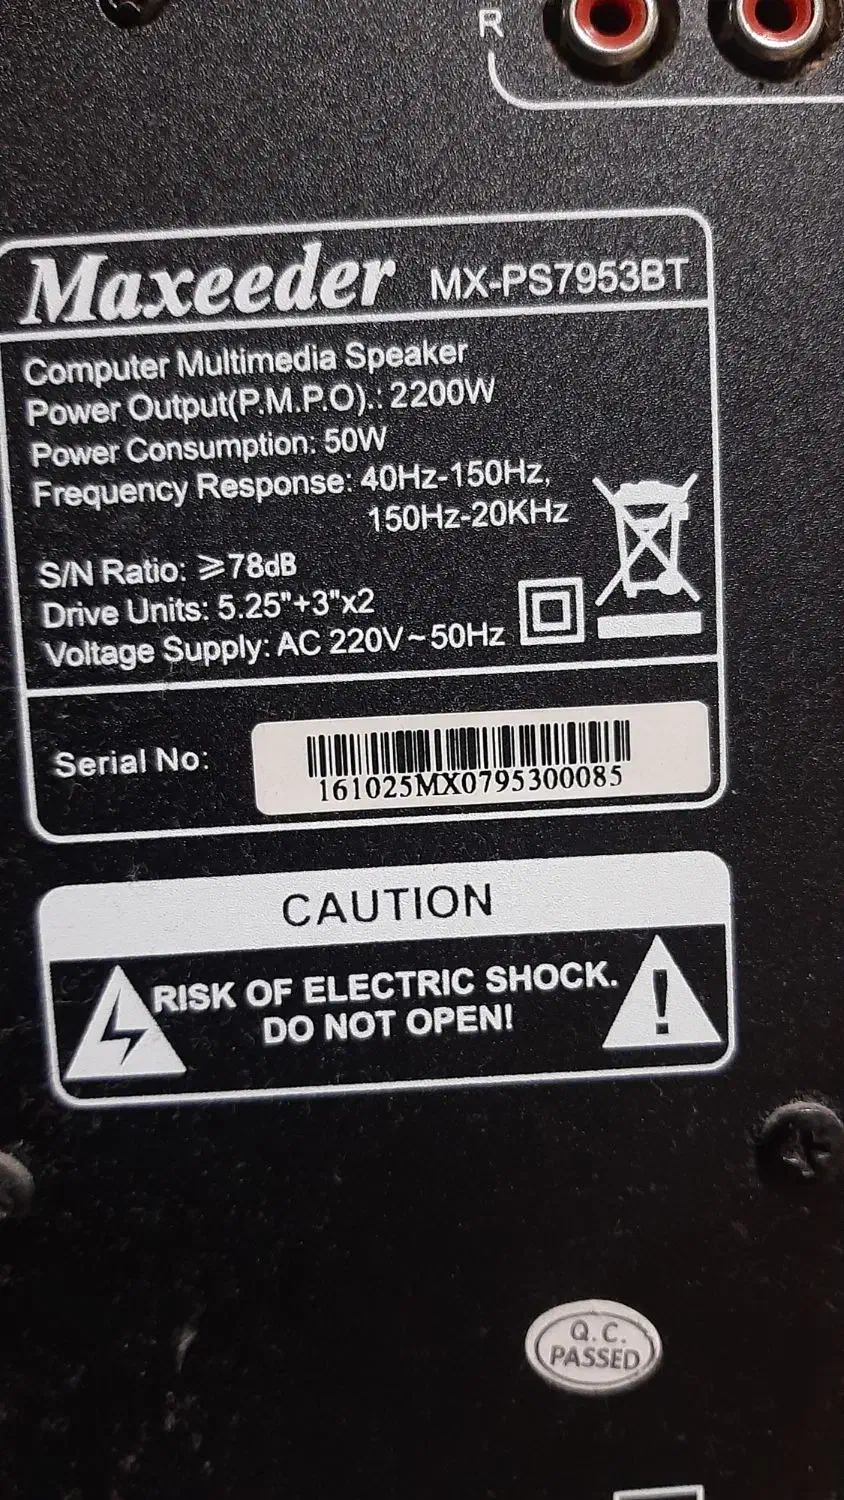 R
Maxeeder MX-PS7953BT
Computer Multimedia Speaker
Power Output(P.M.P.O).: 2200W
Power Consumption: 50W
Frequency Response: 40Hz-150Hz,
150Hz-20KHz
S/N Ratio: ⩾78dB
Drive Units: 5.25"+3"x2
Voltage Supply: AC 220V~50Hz
Serial No:
161025MX0795300085
CAUTION
RISK OF ELECTRIC SHOCK.
DO NOT OPEN!
Q.C.
PASSED